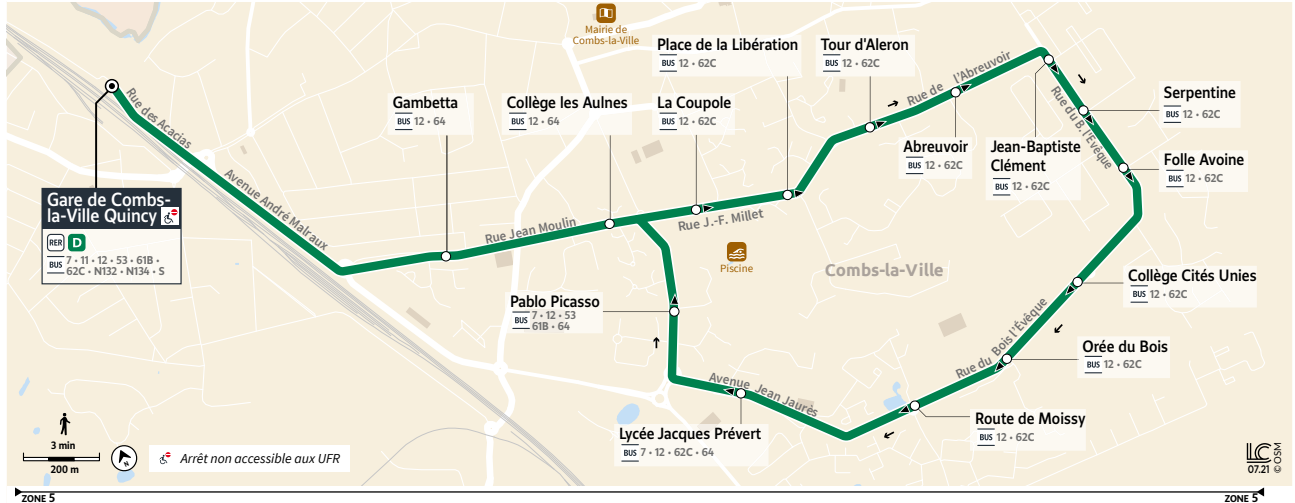 Mairie de
Combs-la-Ville
Place de la Libération
BUS 12 • 62C
Tour d'Aleron
BUS 12 • 62C
Rue de l'Abreuvoir
Rue des Acacias
Gambetta
BUS 12 • 64
Collège les Aulnes
BUS 12 • 64
La Coupole
BUS 12 • 62C
Abreuvoir
BUS 12 • 62C
Jean-Baptiste
Clément
BUS 12 • 62C
Rue du B. l'Évêque
Serpentine
BUS 12 • 62C
Folle Avoine
BUS 12 • 62C
Gare de Combs-
la-Ville Quincy
RER D
BUS 7 • 11 • 12 • 53 • 61B •
62C • N132 • N134 • S
Avenue André Malraux
Rue Jean Moulin
Rue J.-F. Millet
Piscine
Combs-la-Ville
Collège Cités Unies
BUS 12 • 62C
Pablo Picasso
BUS 7 • 12 • 53
61B • 64
Rue du Bois l'Évêque
Orée du Bois
BUS 12 • 62C
Avenue Jean Jaurès
Route de Moissy
BUS 12 • 62C
Lycée Jacques Prévert
BUS 7 • 12 • 62C • 64
3 min
200 m
N
Arrêt non accessible aux UFR
LC
07.21
© OSM
ZONE 5
ZONE 5